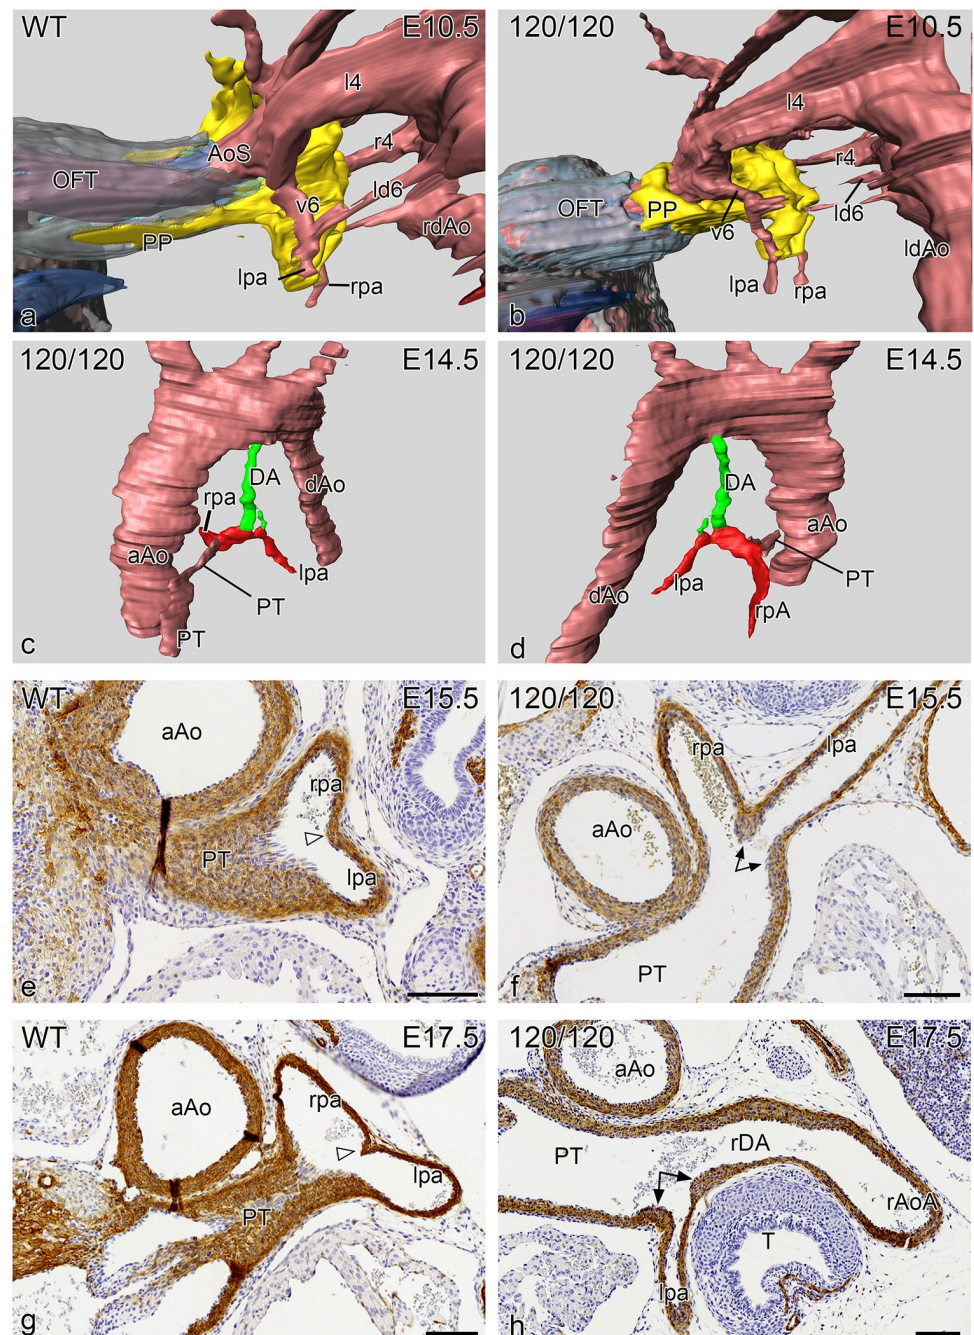 WT E10.5
l4
AoS
r4
OFT
ld6
v6
rdAo
PP
lpa
rpa
a
120/120 E10.5
l4
r4
OFT
PP
ld6
v6
ldAo
lpa
rpa
b
120/120 E14.5
DA
dAo
rpa
aAo
lpa
PT
PT
c
120/120 E14.5
DA
aAo
lpa
PT
dAo
rpA
d
WT E15.5
aAo
rpa
PT
lpa
e
120/120 E15.5
rpa
lpa
aAo
PT
f
WT E17.5
rpa
aAo
lpa
PT
g
120/120 E17.5
aAo
rDA
PT
rAoA
T
lpa
h